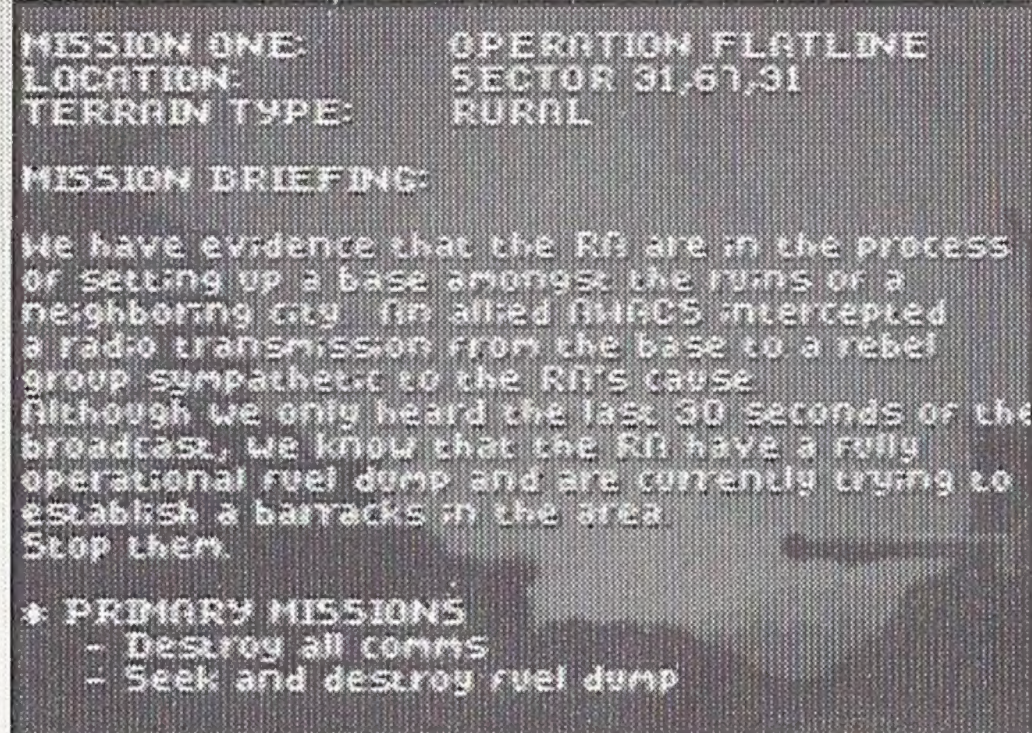 MISSION ONE: OPERATION FLATLINE
LOCATION: SECTOR 31,67,31
TERRAIN TYPE: RURAL
MISSION BRIEFING:
We have evidence that the RA are in the process
of setting up a base amongst the ruins of a
neighboring city. An allied AWACS intercepted
a radio transmission from the base to a rebel
group sympathetic to the RA's cause.
Although we only heard the last 30 seconds of the
broadcast, we know that the RA have a fully
operational fuel dump and are currently trying to
establish a barracks in the area.
Stop them.
* PRIMARY MISSIONS
- Destroy all comms
- Seek and destroy fuel dump